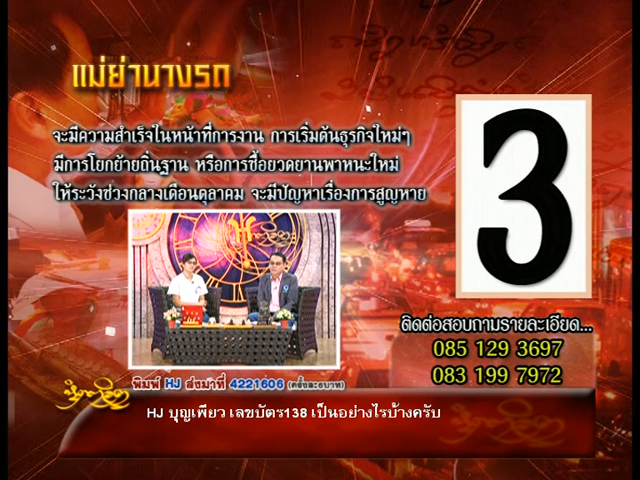 แม่ย่านางรถ
จะมีความสำเร็จในหน้าที่การงาน การเริ่มต้นธุรกิจใหม่ๆ
มีการโยกย้ายถิ่นฐาน หรือการซื้อยวดยานพาหนะใหม่
ให้ระวังช่วงกลางเดือนตุลาคม จะมีปัญหาเรื่องการสูญหาย
3
ติดต่อสอบถามรายละเอียด...
085 129 3697
083 199 7972
พิมพ์ HJ ส่งมาที่ 4221606 (ครั้งละ๖บาท)
HJ บุญเพียว เลขบัตร138 เป็นอย่างไรบ้างครับ